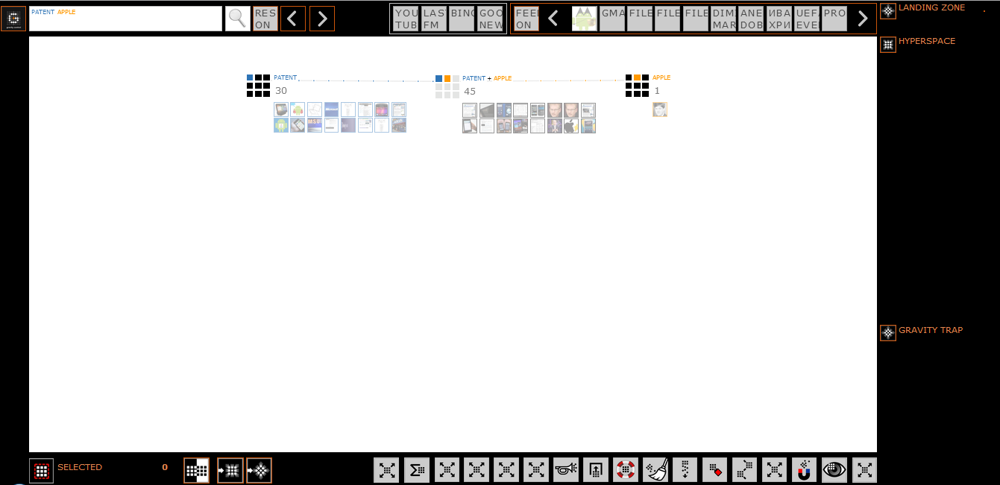 PATENT APPLE
RES
ON
YOU
TUB
LAS
FM
BING
GOO
NEW
FEE
ON
GMA
FILE
FILE
FILE
DIM
MAR
ANE
DOB
ИВА
ХРИ
UEF
EVE
PRO
LANDING ZONE
HYPERSPACE
PATENT
30
PATENT + APPLE
45
APPLE
1
GRAVITY TRAP
SELECTED 0